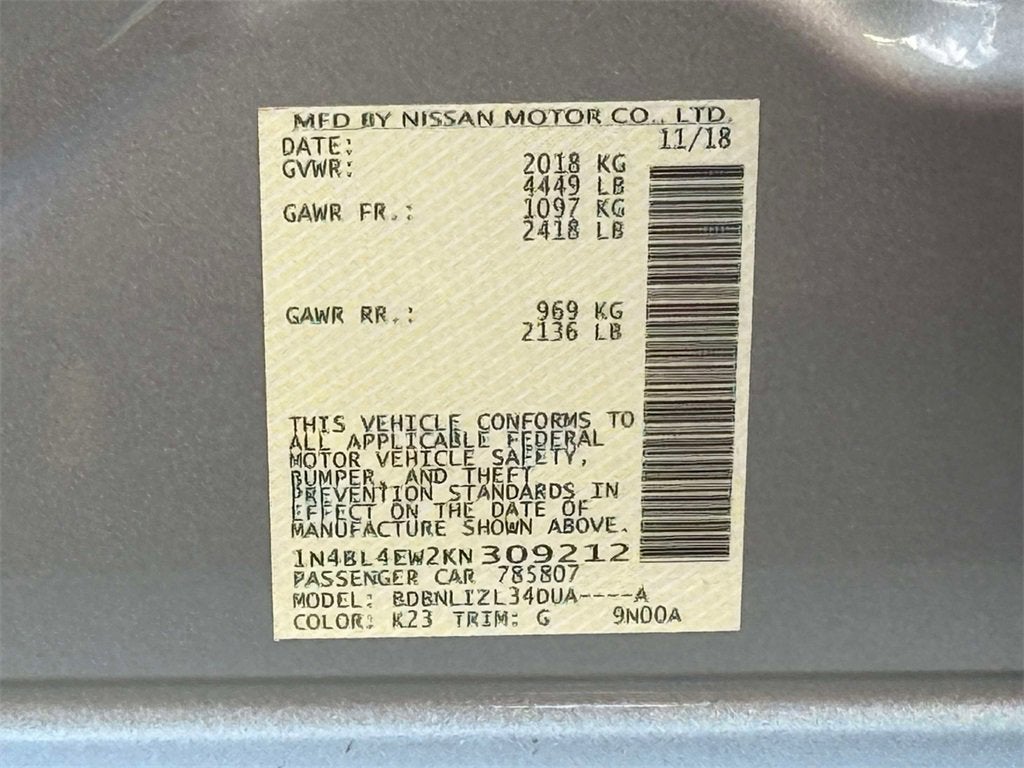 MFD BY NISSAN MOTOR CO., LTD.
DATE: 11/18
GVWR: 2018 KG
4449 LB
GAWR FR.: 1097 KG
2418 LB
GAWR RR.: 969 KG
2136 LB
THIS VEHICLE CONFORMS TO
ALL APPLICABLE FEDERAL
MOTOR VEHICLE SAFETY,
BUMPER, AND THEFT
PREVENTION STANDARDS IN
EFFECT ON THE DATE OF
MANUFACTURE SHOWN ABOVE.
1N4BL4EW2KN309212
PASSENGER CAR 785807
MODEL: BDBNLIZL34DUA----A
COLOR: K23 TRIM: G 9N00A